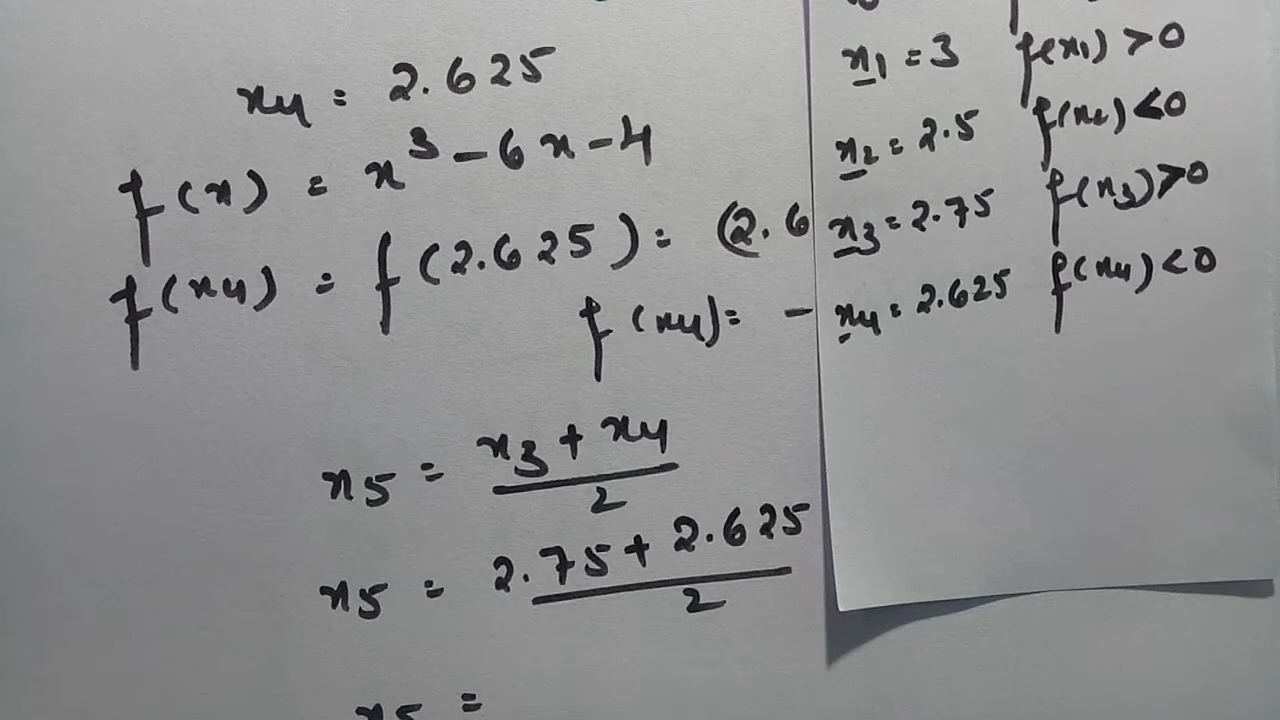 x4 = 2.625
f(x) = x³ - 6x - 4
f(x4) = f(2.625) = (2.6
f(x4) = -
x5 = x3 + x4 / 2
x5 = 2.75 + 2.625 / 2
x5 =
x1 = 3 f(x1) > 0
x2 = 2.5 f(x2) < 0
x3 = 2.75 f(x3) > 0
x4 = 2.625 f(x4) < 0